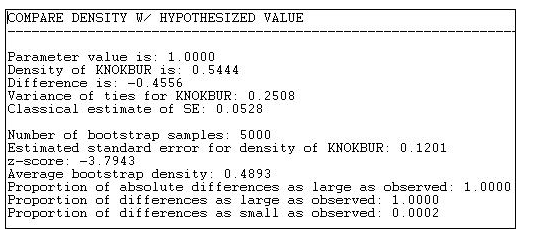 COMPARE DENSITY W/ HYPOTHESIZED VALUE
Parameter value is: 1.0000
Density of KNOKBUR is: 0.5444
Difference is: -0.4556
Variance of ties for KNOKBUR: 0.2508
Classical estimate of SE: 0.0528
Number of bootstrap samples: 5000
Estimated standard error for density of KNOKBUR: 0.1201
z-score: -3.7943
Average bootstrap density: 0.4893
Proportion of absolute differences as large as observed: 1.0000
Proportion of differences as large as observed: 1.0000
Proportion of differences as small as observed: 0.0002